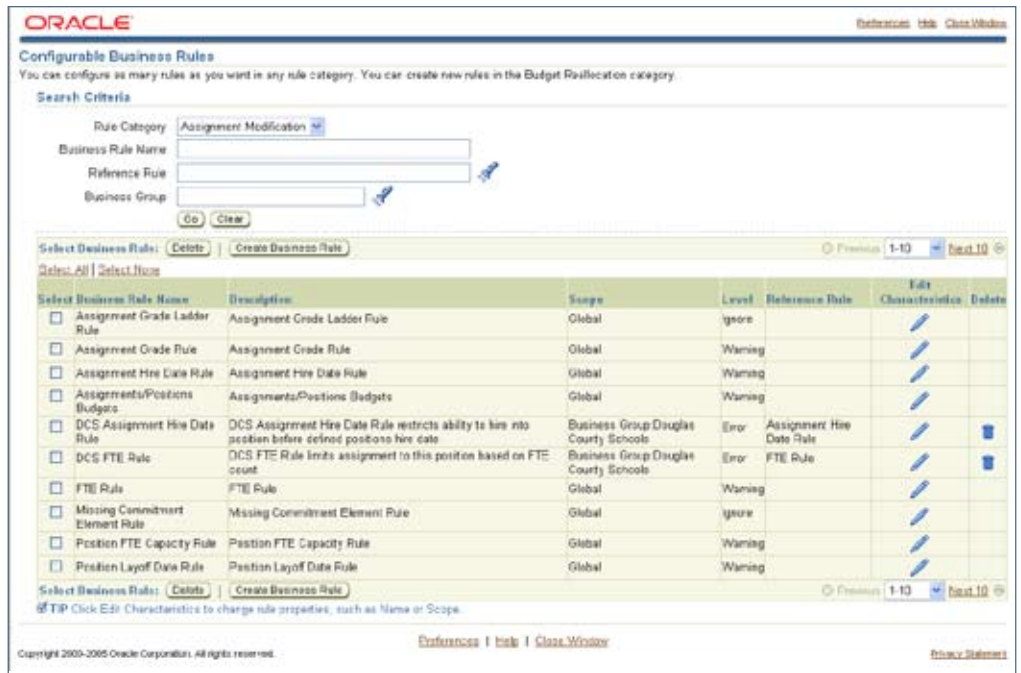 ORACLE
Preferences Help Close Window
Configurable Business Rules
You can configure as many rules as you want in any rule category. You can create new rules in the Budget Reallocation category.
Search Criteria
Rule Category Assignment Modification
Business Rule Name
Reference Rule
Business Group
Go Clear
Select Business Rule: Delete | Create Business Rule
Previous 1-10 Next 10
Select All | Select None
Select Business Rule Name Description Scope Level Reference Rule Edit Characteristics Delete
Assignment Grade Ladder Rule Assignment Grade Ladder Rule Global Ignore
Assignment Grade Rule Assignment Grade Rule Global Warning
Assignment Hire Date Rule Assignment Hire Date Rule Global Warning
Assignments/Positions Budgets Assignments/Positions Budgets Global Warning
DCS Assignment Hire Date Rule DCS Assignment Hire Date Rule restricts ability to hire into position before defined positions hire date Business Group:Douglas County Schools Error Assignment Hire Date Rule
DCS FTE Rule DCS FTE Rule limits assignment to this position based on FTE count Business Group:Douglas County Schools Error FTE Rule
FTE Rule FTE Rule Global Warning
Missing Commitment Element Rule Missing Commitment Element Rule Global Ignore
Position FTE Capacity Rule Position FTE Capacity Rule Global Warning
Position Layoff Date Rule Position Layoff Date Rule Global Warning
Select Business Rule: Delete | Create Business Rule
Previous 1-10 Next 10
TIP Click Edit Characteristics to change rule properties, such as Name or Scope.
Preferences | Help | Close Window
Copyright 2000-2005 Oracle Corporation. All rights reserved.
Privacy Statement